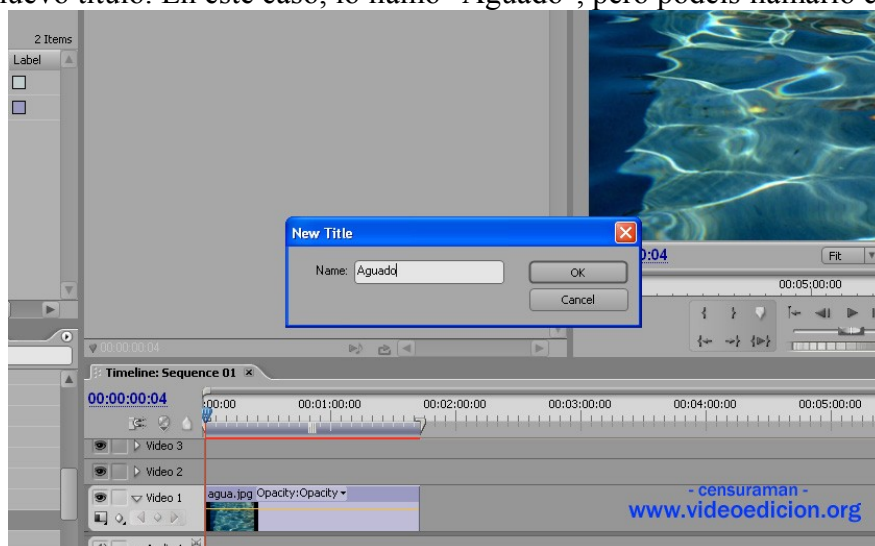 nuevo título. En este caso, lo llamo "Aguado", pero podéis llamarlo
2 Items
Label
New Title
Name: Aguado
OK
Cancel
0:04
Fit
00:05:00:00
00:00:00:04
Timeline: Sequence 01
00:00:00:04
:00:00 00:01:00:00 00:02:00:00 00:03:00:00 00:04:00:00 00:05:00:00
Video 3
Video 2
Video 1
agua.jpg Opacity:Opacity
- censuraman -
www.videoedicion.org